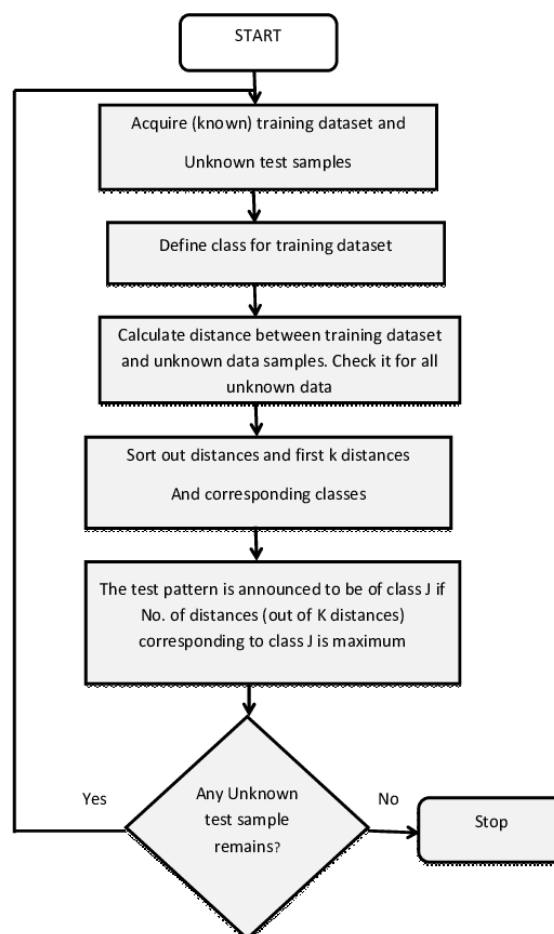 START
Acquire (known) training dataset and
Unknown test samples
Define class for training dataset
Calculate distance between training dataset
and unknown data samples. Check it for all
unknown data
Sort out distances and first k distances
And corresponding classes
The test pattern is announced to be of class J if
No. of distances (out of K distances)
corresponding to class J is maximum
Yes
Any Unknown
test sample
remains?
No
Stop